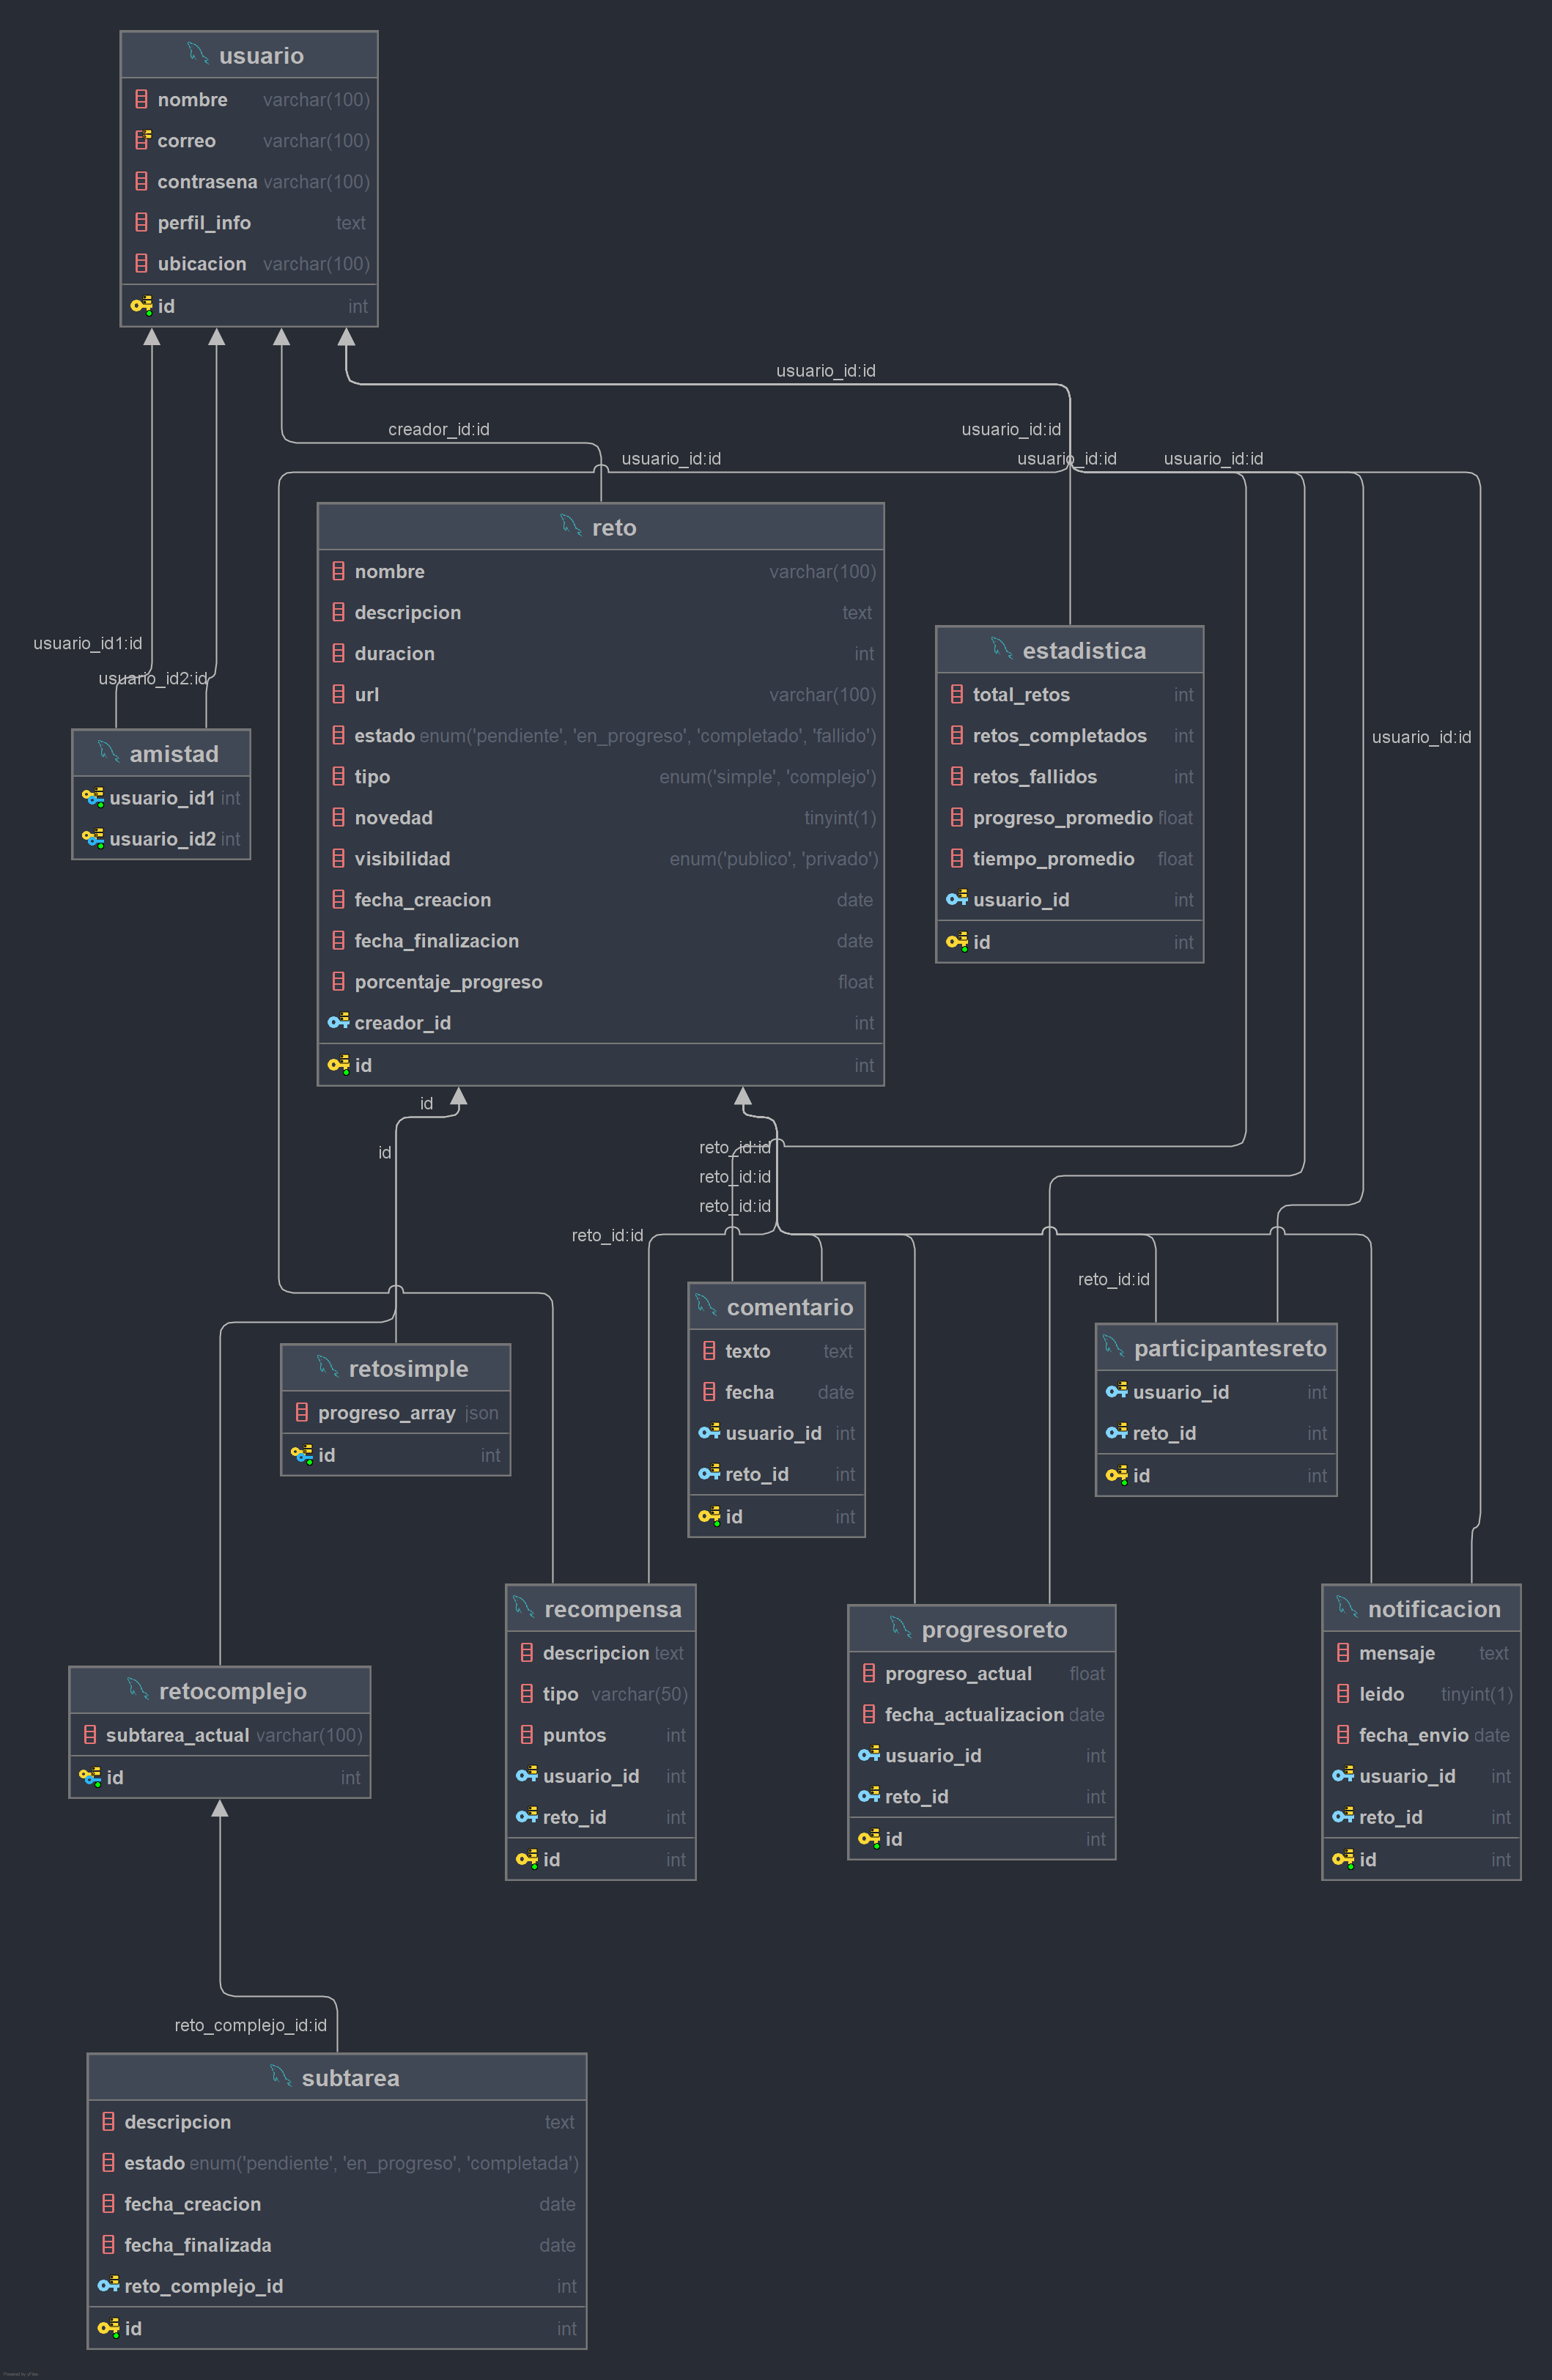 usuario
nombre varchar(100)
correo varchar(100)
contrasena varchar(100)
perfil_info text
ubicacion varchar(100)
id int
usuario_id:id
creador_id:id
usuario_id:id
usuario_id:id
usuario_id:id
usuario_id:id
usuario_id1:id
usuario_id2:id
usuario_id:id
amistad
usuario_id1 int
usuario_id2 int
reto
nombre varchar(100)
descripcion text
duracion int
url varchar(100)
estado enum('pendiente', 'en_progreso', 'completado', 'fallido')
tipo enum('simple', 'complejo')
novedad tinyint(1)
visibilidad enum('publico', 'privado')
fecha_creacion date
fecha_finalizacion date
porcentaje_progreso float
creador_id int
id int
estadistica
total_retos int
retos_completados int
retos_fallidos int
progreso_promedio float
tiempo_promedio float
usuario_id int
id int
id
id
reto_id:id
reto_id:id
reto_id:id
reto_id:id
reto_id:id
retosimple
progreso_array json
id int
comentario
texto text
fecha date
usuario_id int
reto_id int
id int
participantesreto
usuario_id int
reto_id int
id int
retocomplejo
subtarea_actual varchar(100)
id int
recompensa
descripcion text
tipo varchar(50)
puntos int
usuario_id int
reto_id int
id int
progresoreto
progreso_actual float
fecha_actualizacion date
usuario_id int
reto_id int
id int
notificacion
mensaje text
leido tinyint(1)
fecha_envio date
usuario_id int
reto_id int
id int
reto_complejo_id:id
subtarea
descripcion text
estado enum('pendiente', 'en_progreso', 'completada')
fecha_creacion date
fecha_finalizada date
reto_complejo_id int
id int
Powered by yFiles